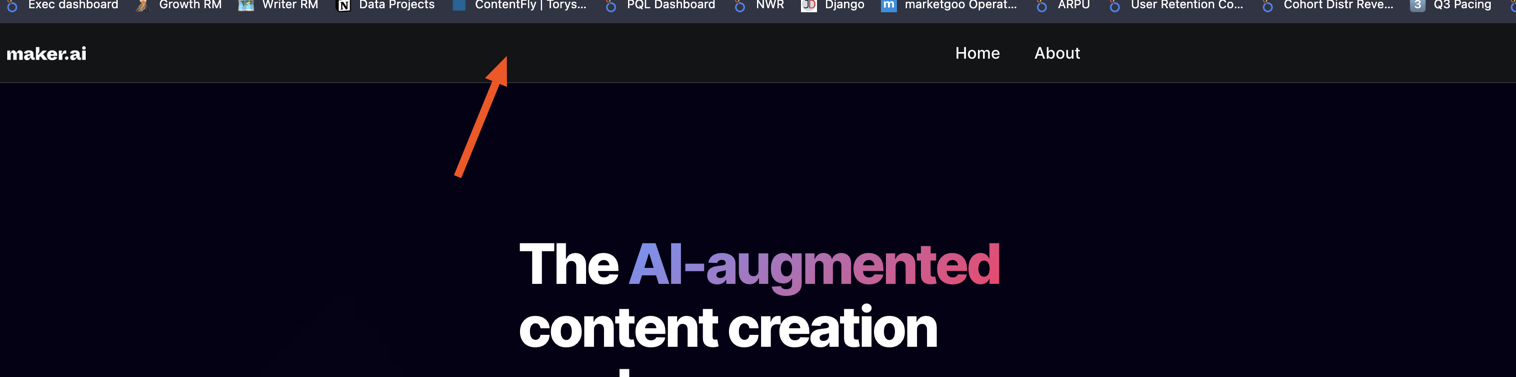 Exec dashboard Growth RM Writer RM Data Projects ContentFly | Torys... PQL Dashboard NWR Django marketgoo Operat... ARPU User Retention Co... Cohort Distr Reve... Q3 Pacing
maker.ai Home About
The AI-augmented
content creation